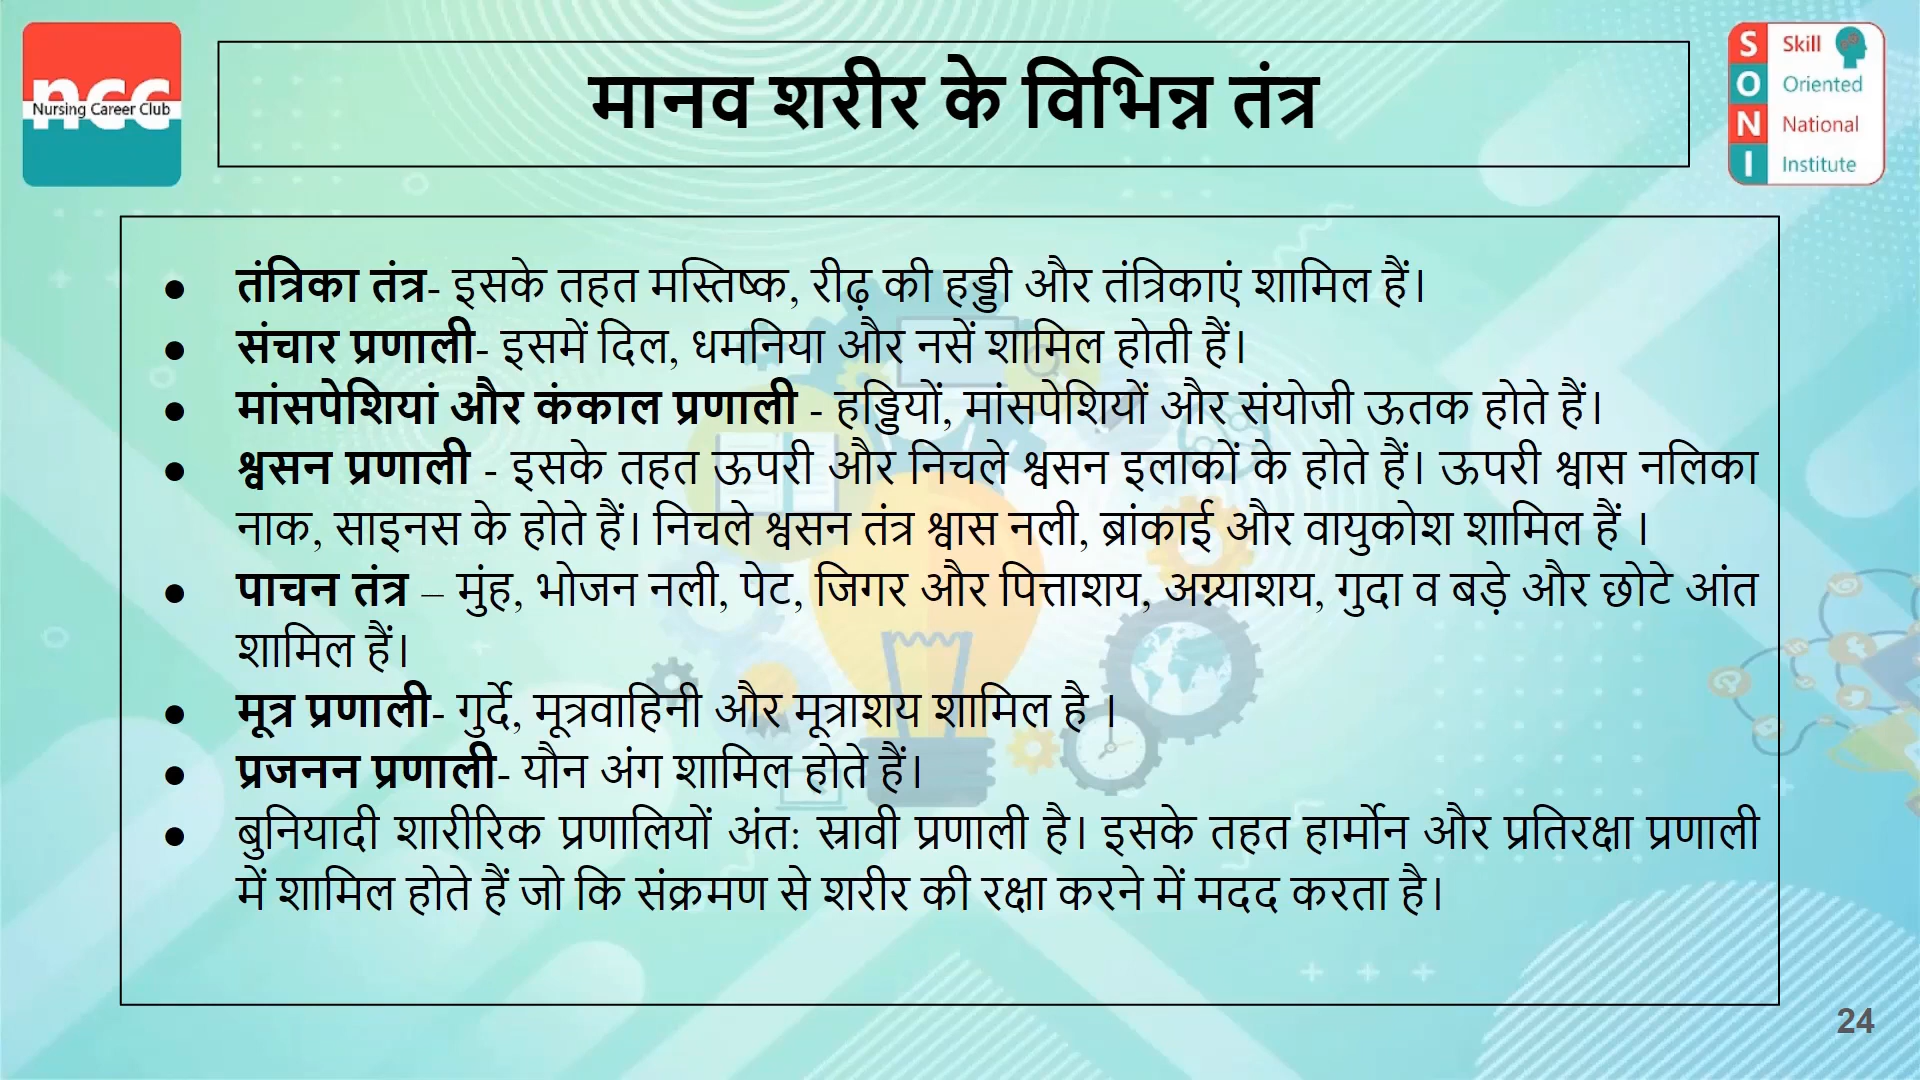 ncc
Nursing Career Club
मानव शरीर के विभिन्न तंत्र
S Skill
O Oriented
N National
I Institute
● तंत्रिका तंत्र- इसके तहत मस्तिष्क, रीढ़ की हड्डी और तंत्रिकाएं शामिल हैं।
● संचार प्रणाली- इसमें दिल, धमनिया और नसें शामिल होती हैं।
● मांसपेशियां और कंकाल प्रणाली - हड्डियों, मांसपेशियों और संयोजी ऊतक होते हैं।
● श्वसन प्रणाली - इसके तहत ऊपरी और निचले श्वसन इलाकों के होते हैं। ऊपरी श्वास नलिका
नाक, साइनस के होते हैं। निचले श्वसन तंत्र श्वास नली, ब्रांकाई और वायुकोश शामिल हैं ।
● पाचन तंत्र – मुंह, भोजन नली, पेट, जिगर और पित्ताशय, अग्न्याशय, गुदा व बड़े और छोटे आंत
शामिल हैं।
● मूत्र प्रणाली- गुर्दे, मूत्रवाहिनी और मूत्राशय शामिल है ।
● प्रजनन प्रणाली- यौन अंग शामिल होते हैं।
● बुनियादी शारीरिक प्रणालियों अंत: स्रावी प्रणाली है। इसके तहत हार्मोन और प्रतिरक्षा प्रणाली
में शामिल होते हैं जो कि संक्रमण से शरीर की रक्षा करने में मदद करता है।
24